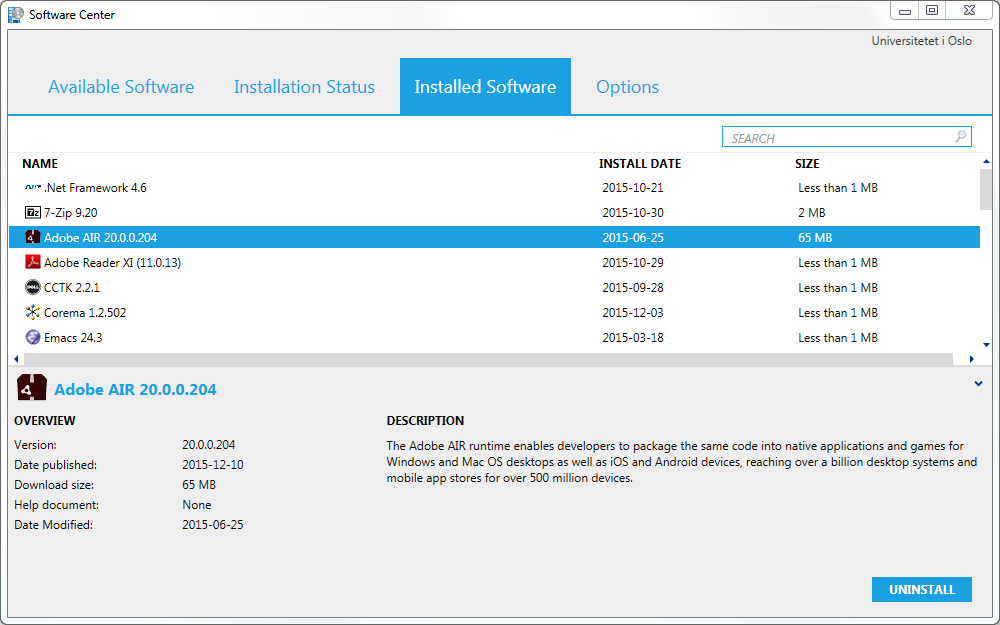 Software Center
Universitetet i Oslo
Available Software Installation Status Installed Software Options
SEARCH
NAME INSTALL DATE SIZE
.Net Framework 4.6 2015-10-21 Less than 1 MB
7z 7-Zip 9.20 2015-10-30 2 MB
Adobe AIR 20.0.0.204 2015-06-25 65 MB
Adobe Reader XI (11.0.13) 2015-10-29 Less than 1 MB
DELL CCTK 2.2.1 2015-09-28 Less than 1 MB
Corema 1.2.502 2015-12-03 Less than 1 MB
Emacs 24.3 2015-03-18 Less than 1 MB
Adobe AIR 20.0.0.204
OVERVIEW
Version: 20.0.0.204
Date published: 2015-12-10
Download size: 65 MB
Help document: None
Date Modified: 2015-06-25
DESCRIPTION
The Adobe AIR runtime enables developers to package the same code into native applications and games for
Windows and Mac OS desktops as well as iOS and Android devices, reaching over a billion desktop systems and
mobile app stores for over 500 million devices.
UNINSTALL